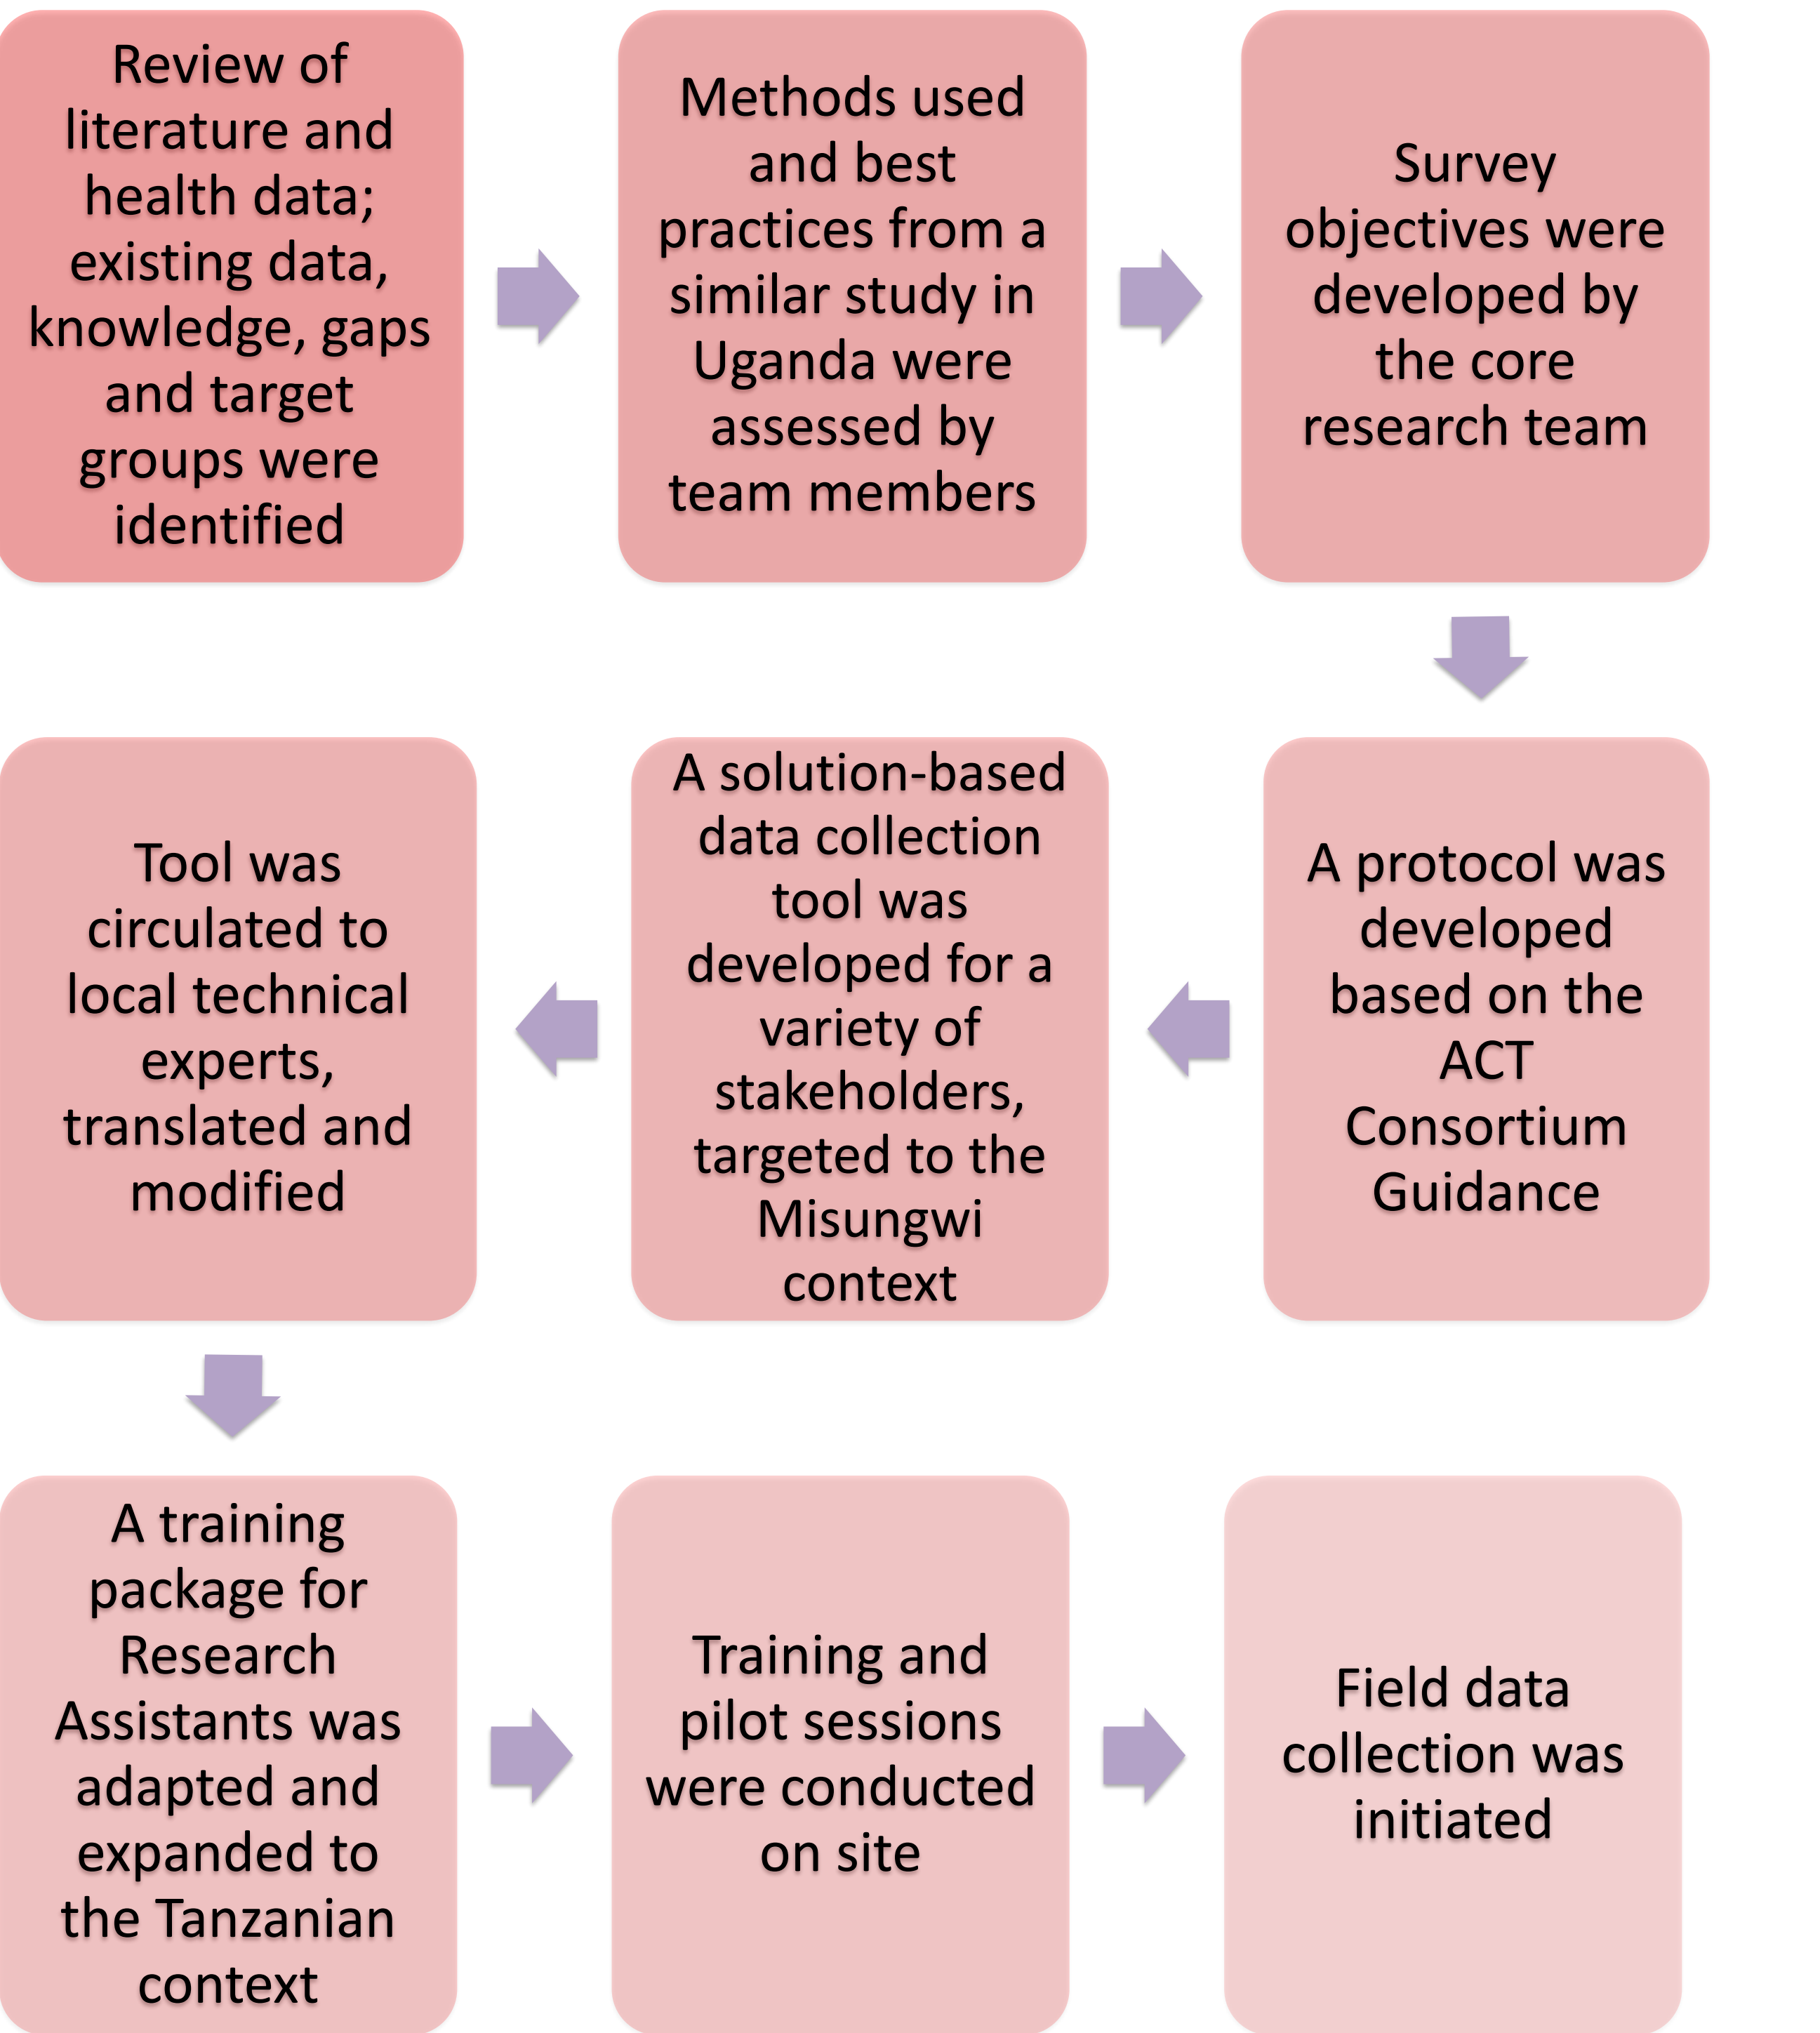 Review of
literature and
health data;
existing data,
knowledge, gaps
and target
groups were
identified
Methods used
and best
practices from a
similar study in
Uganda were
assessed by
team members
Survey
objectives were
developed by
the core
research team
A protocol was
developed
based on the
ACT
Consortium
Guidance
A solution-based
data collection
tool was
developed for a
variety of
stakeholders,
targeted to the
Misungwi
context
Tool was
circulated to
local technical
experts,
translated and
modified
A training
package for
Research
Assistants was
adapted and
expanded to
the Tanzanian
context
Training and
pilot sessions
were conducted
on site
Field data
collection was
initiated